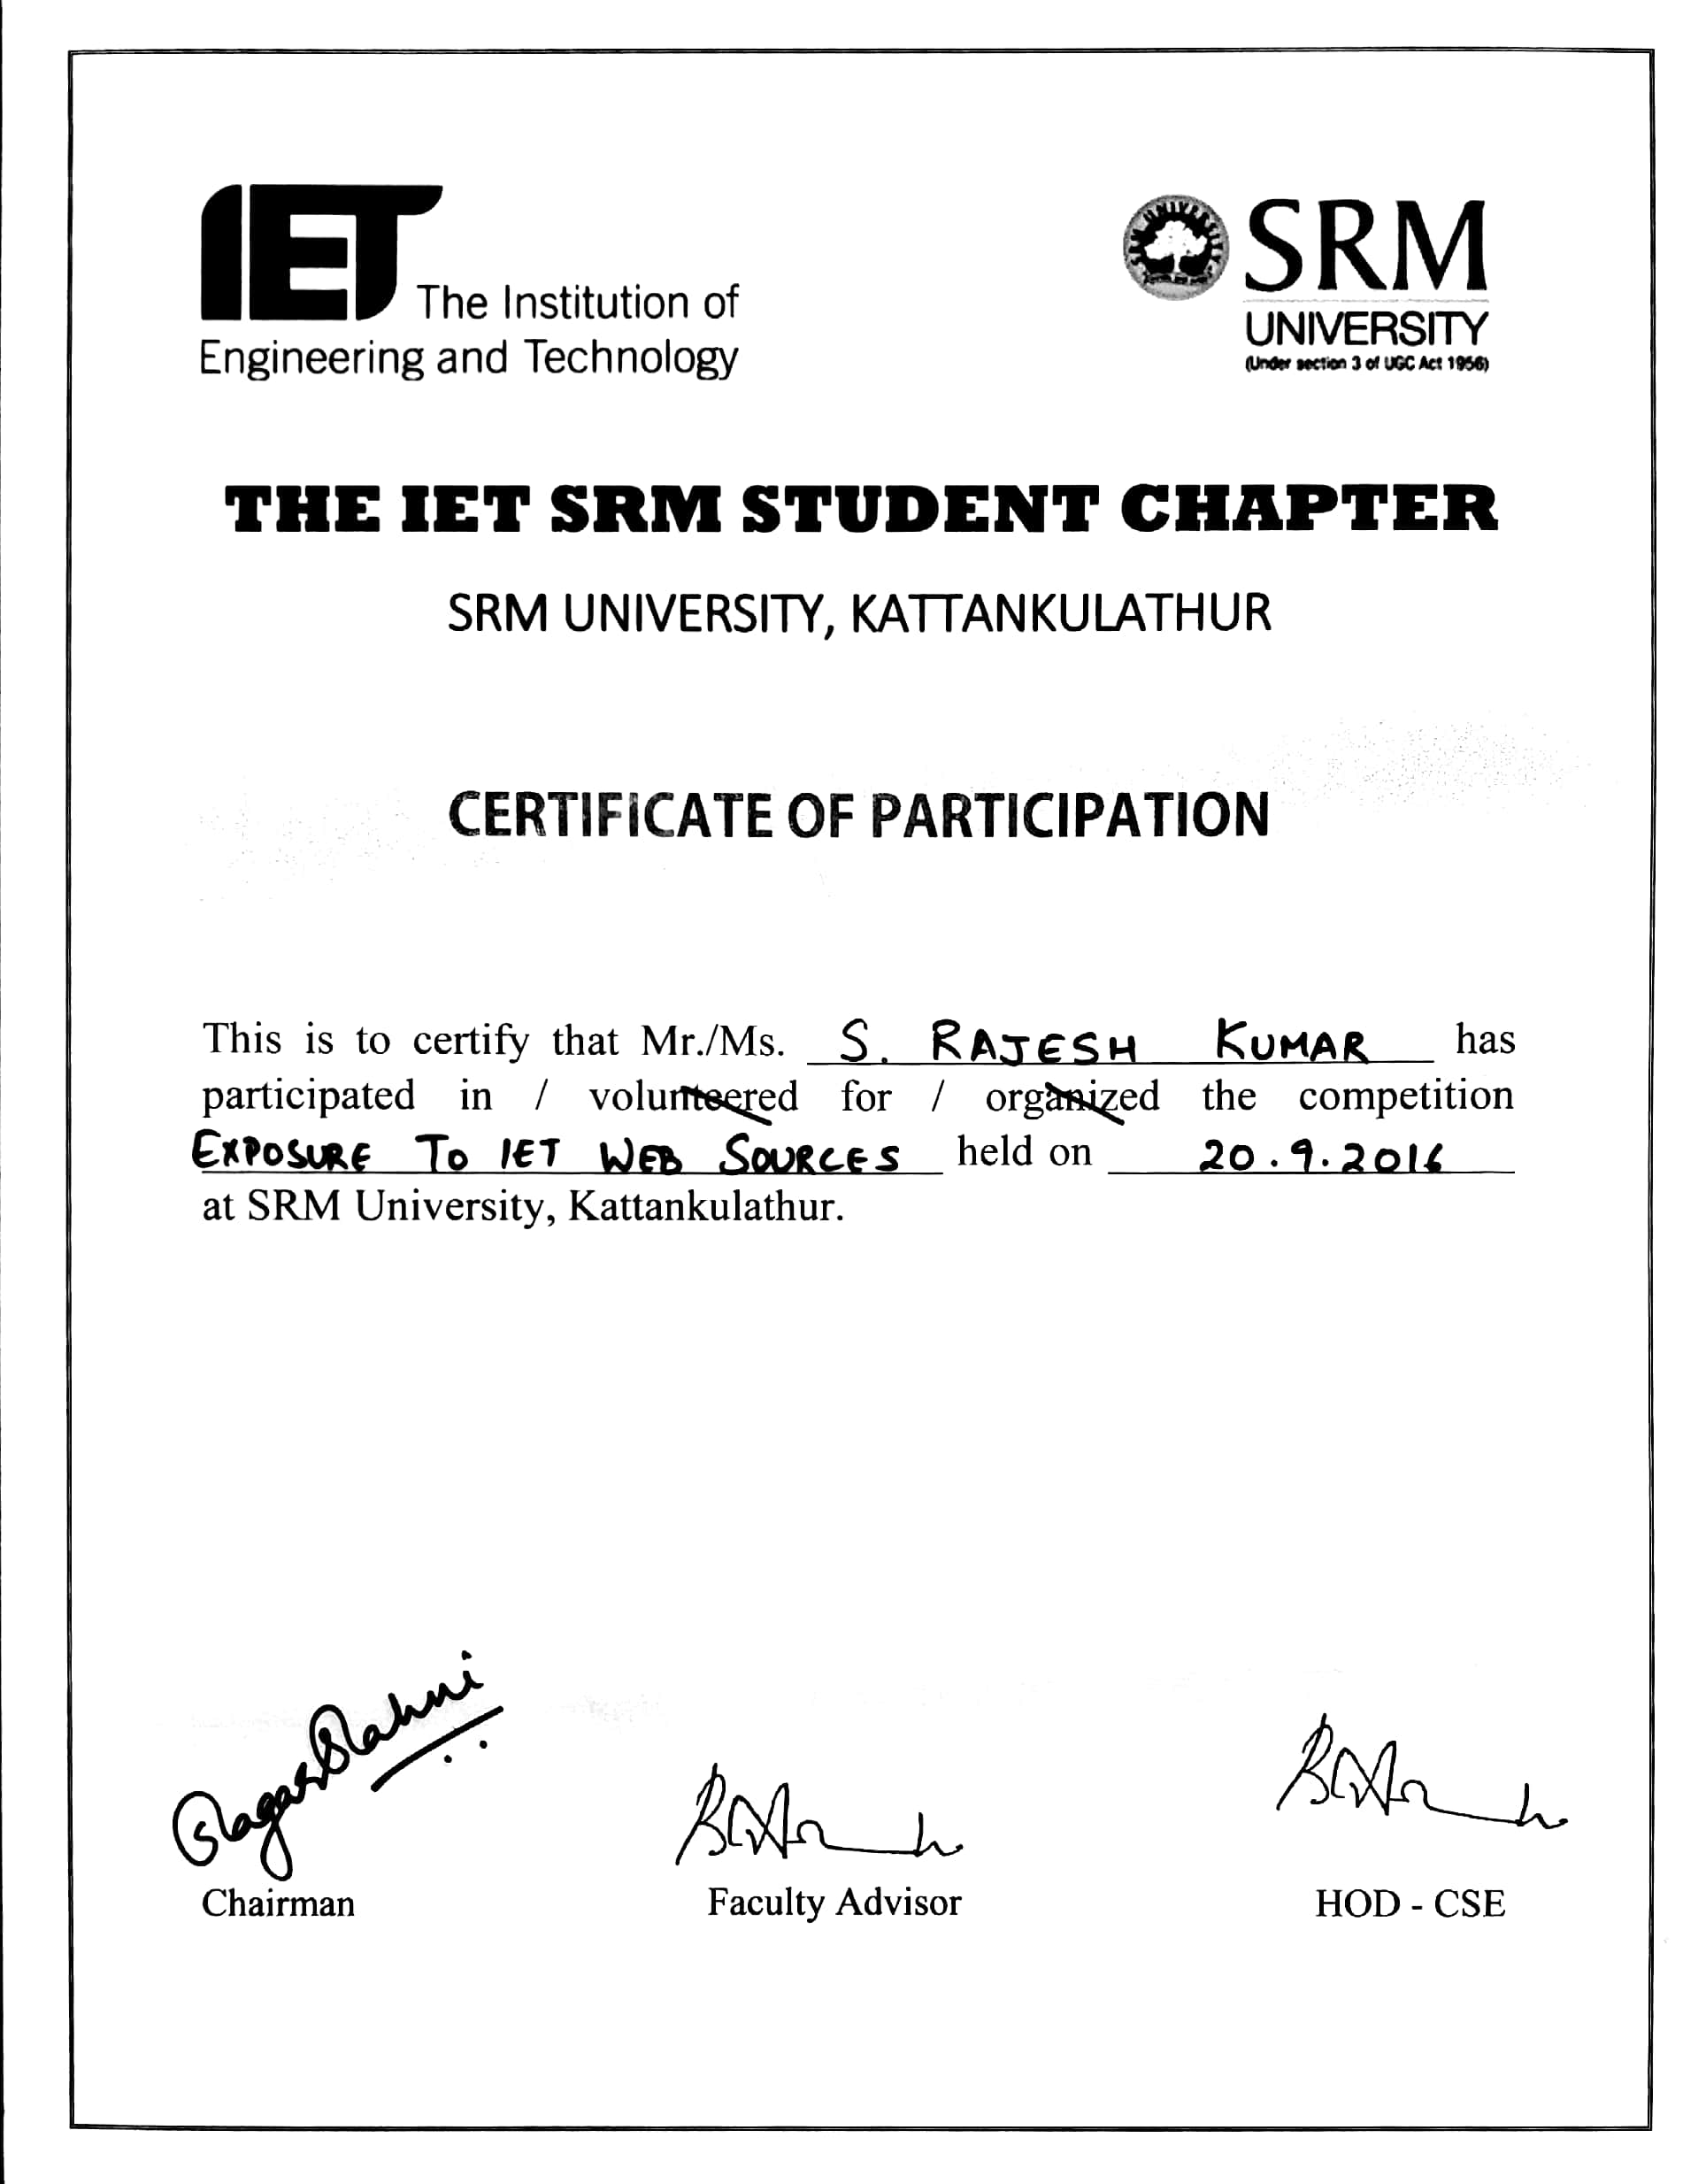 IET The Institution of
Engineering and Technology
SRM
UNIVERSITY
(Under section 3 of UGC Act 1956)
THE IET SRM STUDENT CHAPTER
SRM UNIVERSITY, KATTANKULATHUR
CERTIFICATE OF PARTICIPATION
This is to certify that Mr./Ms. S. RAJESH KUMAR has
participated in / volunteered for / organized the competition
EXPOSURE TO IET WEB SOURCES held on 20.9.2016
at SRM University, Kattankulathur.
Chairman
Faculty Advisor
HOD - CSE